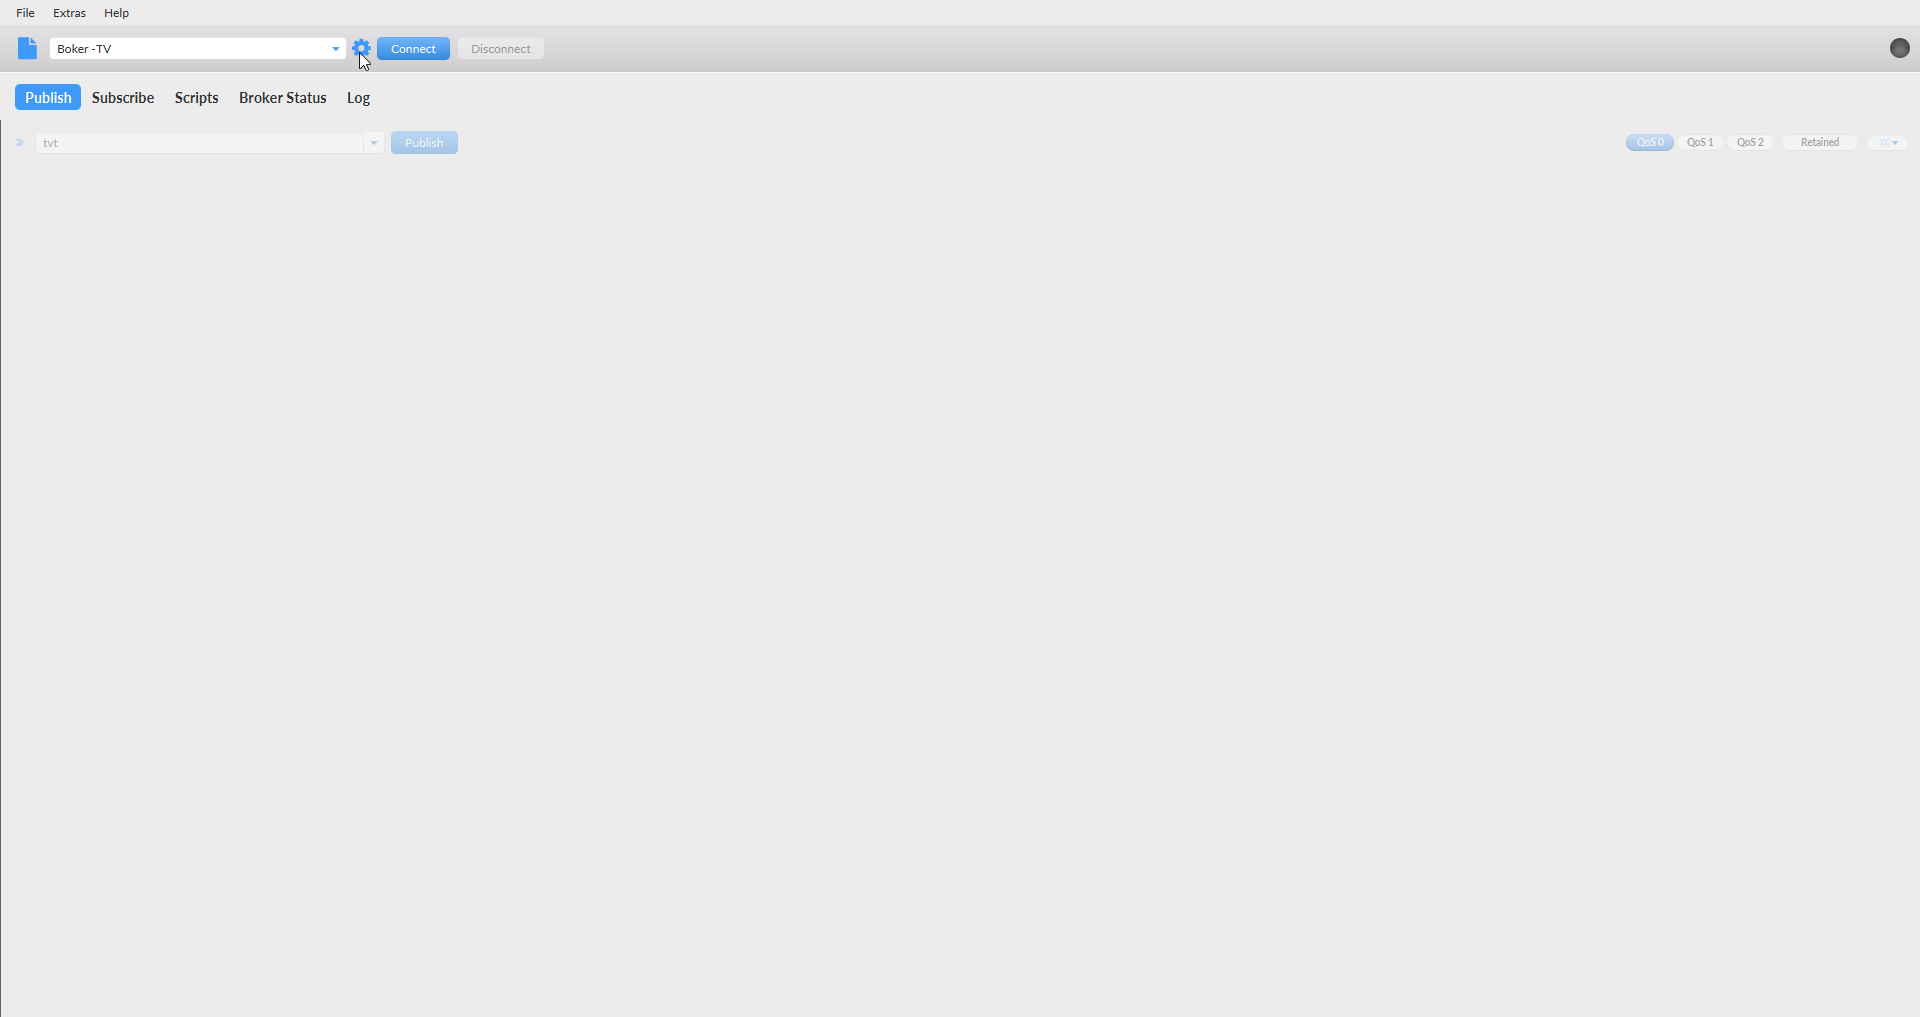 File Extras Help
Boker -TV Connect Disconnect
Publish Subscribe Scripts Broker Status Log
tvt Publish QoS 0 QoS 1 QoS 2 Retained